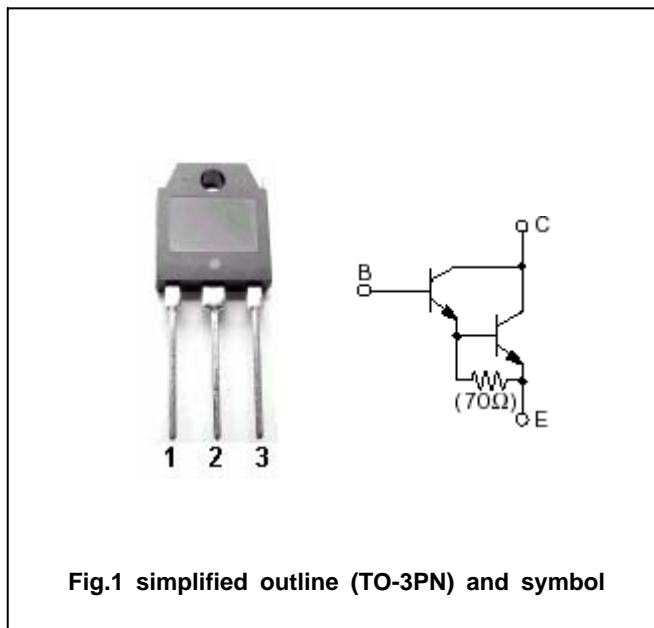 C
B
(70Ω)
E
1 2 3
Fig.1 simplified outline (TO-3PN) and symbol